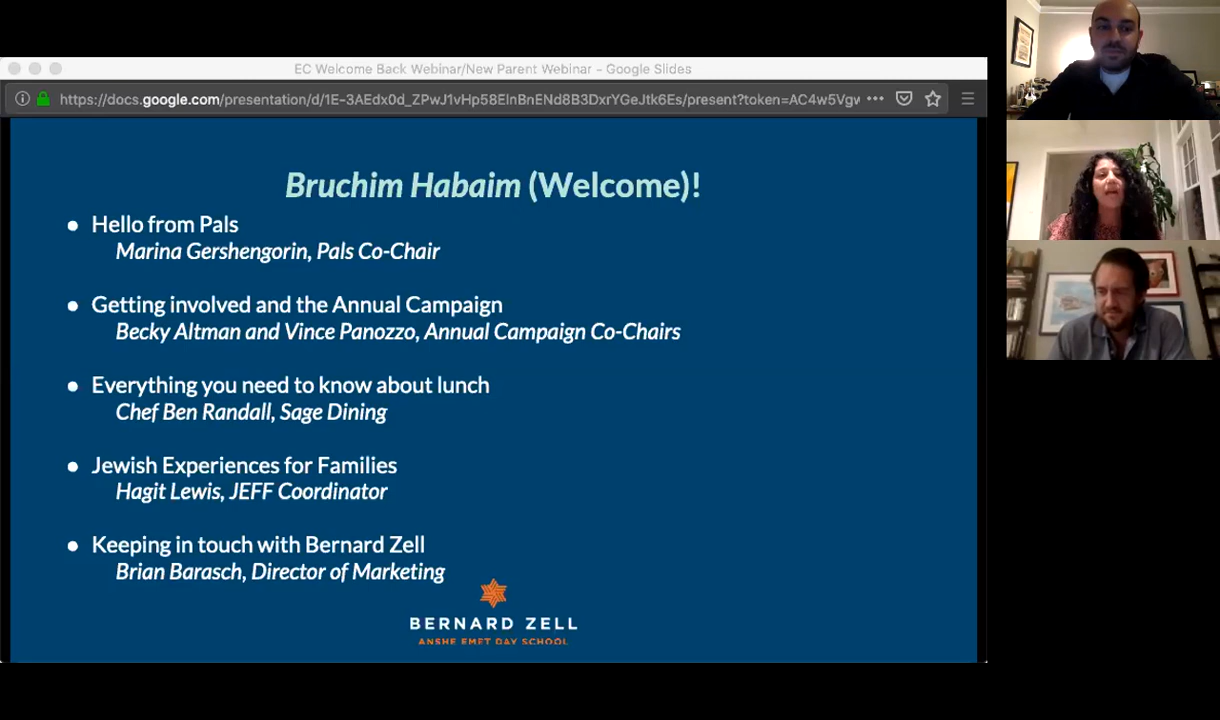 EC Welcome Back Webinar/New Parent Webinar - Google Slides
https://docs.google.com/presentation/d/1E-3AEdx0d_ZPwJ1vHp58ElnBnENd8B3DxrYGeJtk6Es/present?token=AC4w5Vgw
Bruchim Habaim (Welcome)!
• Hello from Pals
Marina Gershengorin, Pals Co-Chair
• Getting involved and the Annual Campaign
Becky Altman and Vince Panozzo, Annual Campaign Co-Chairs
• Everything you need to know about lunch
Chef Ben Randall, Sage Dining
• Jewish Experiences for Families
Hagit Lewis, JEFF Coordinator
• Keeping in touch with Bernard Zell
Brian Barasch, Director of Marketing
BERNARD ZELL
ANSHE EMET DAY SCHOOL